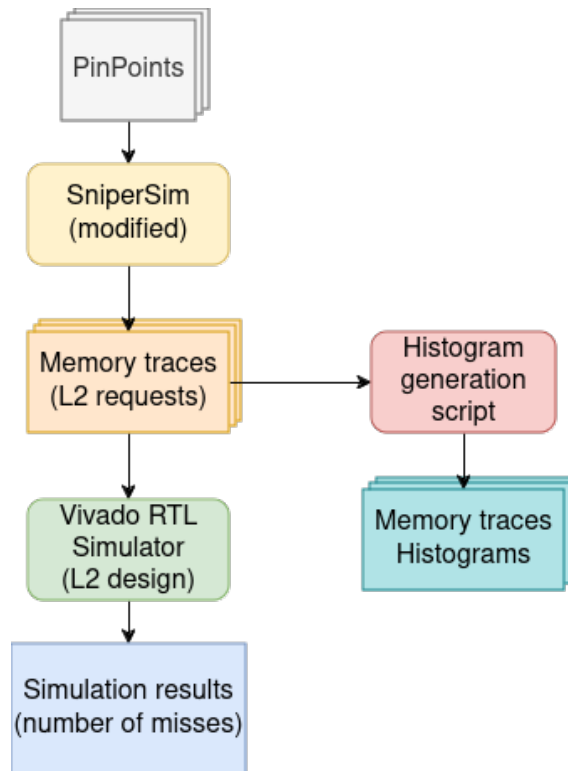 PinPoints
SniperSim
(modified)
Memory traces
(L2 requests)
Histogram
generation
script
Vivado RTL
Simulator
(L2 design)
Memory traces
Histograms
Simulation results
(number of misses)